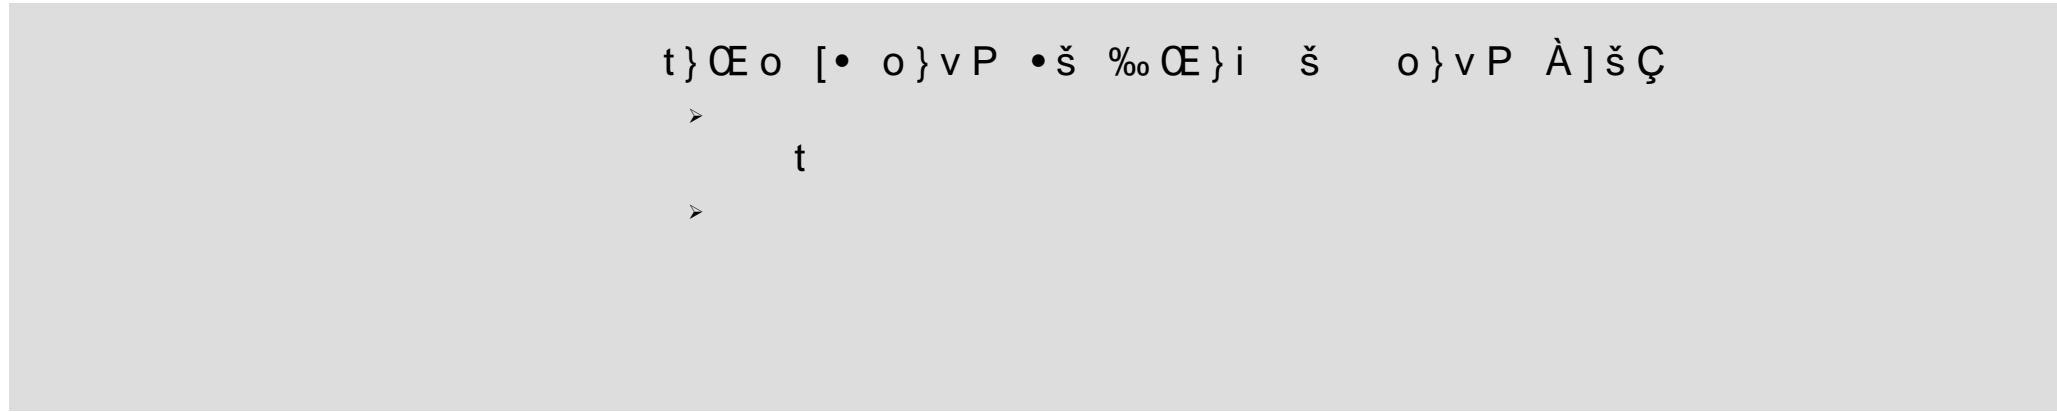 t}Œo [• o}vP •š ‰Œ}i š o}vP À]šÇ
➢
t
➢